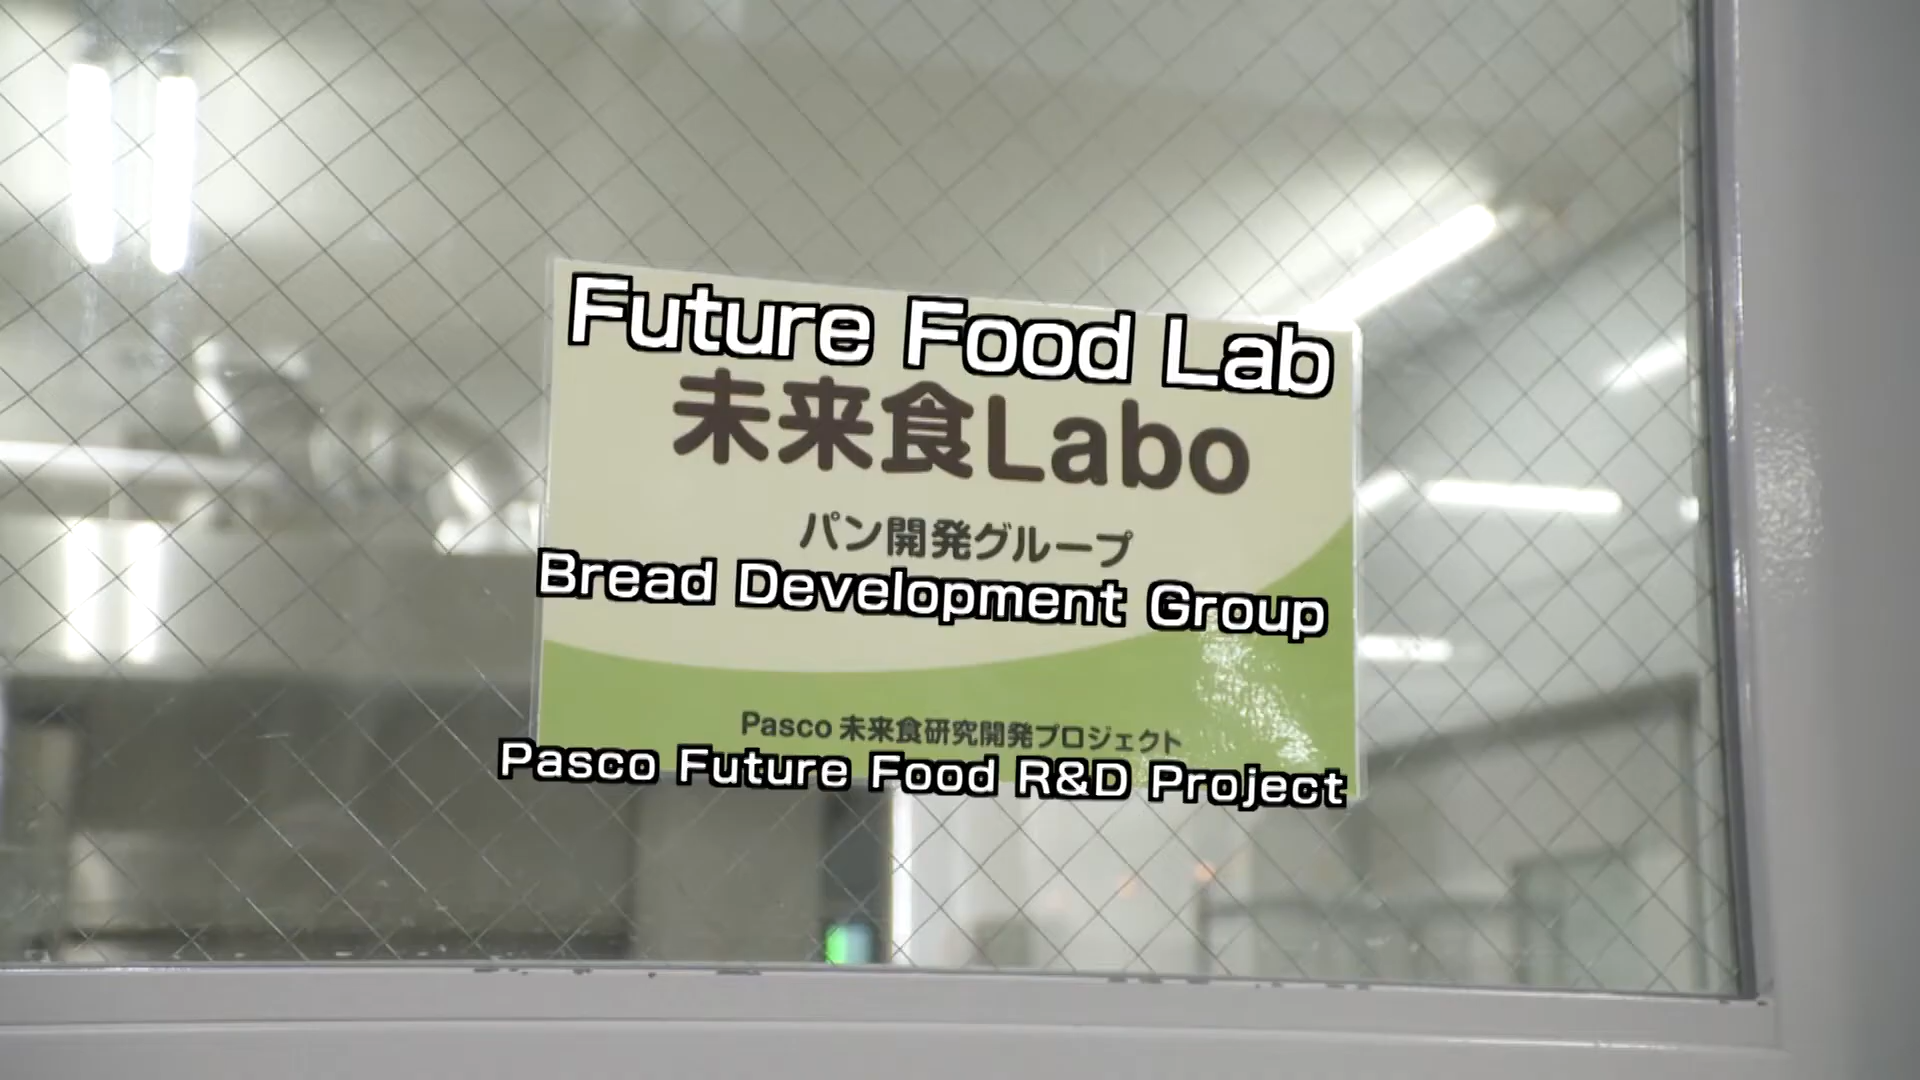 Future Food Lab
未来食Labo
パン開発グループ
Bread Development Group
Pasco 未来食研究開発プロジェクト
Pasco Future Food R&D Project